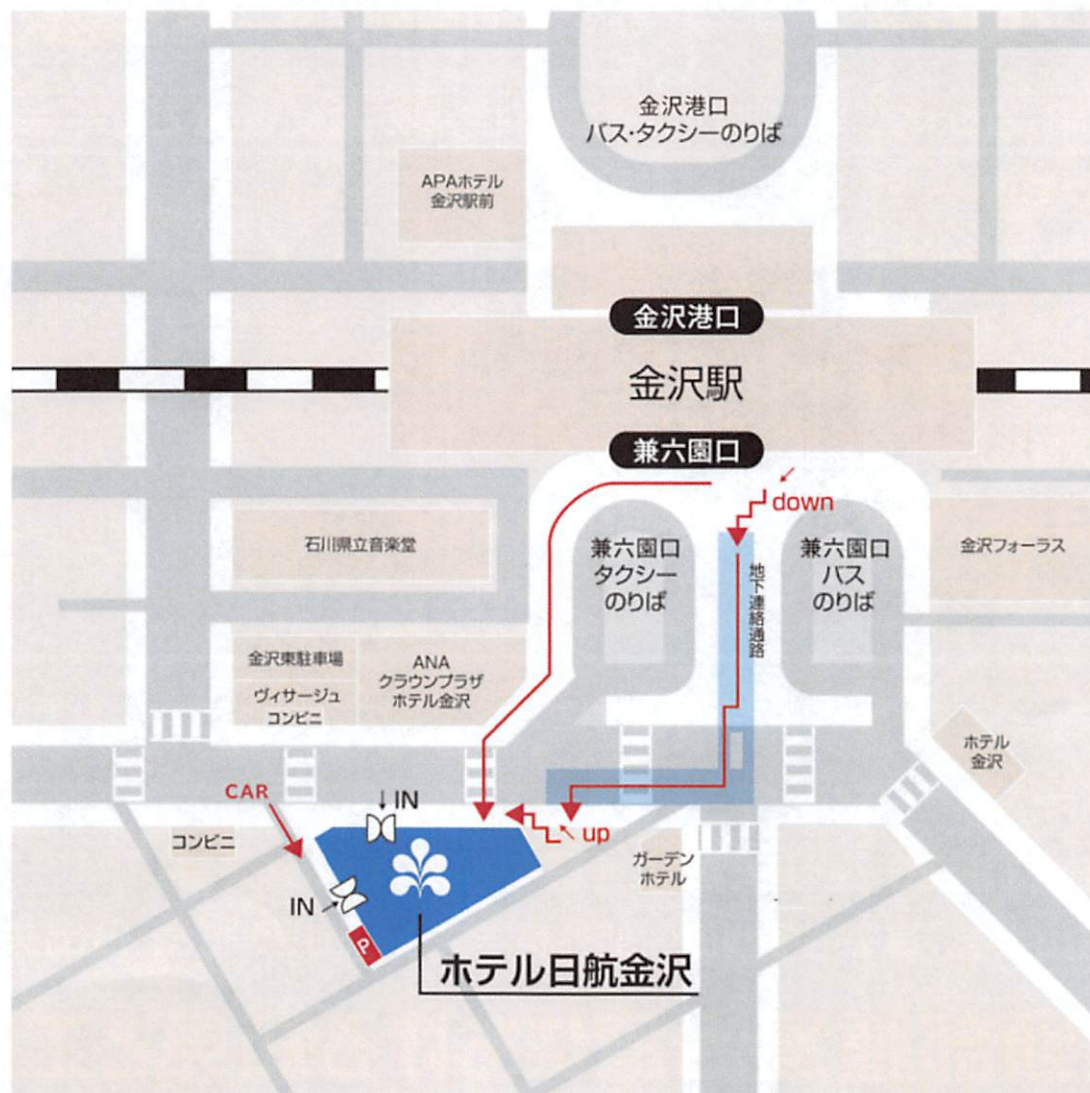 金沢港口
バス・タクシーのりば
APAホテル
金沢駅前
金沢港口
金沢駅
兼六園口
down
石川県立音楽堂
兼六園口
タクシー
のりば
地下連絡通路
兼六園口
バス
のりば
金沢フォーラス
金沢東駐車場
ヴィサージュ
コンビニ
ANA
クラウンプラザ
ホテル金沢
ホテル
金沢
CAR
IN
up
コンビニ
ガーデン
ホテル
IN
P
ホテル日航金沢